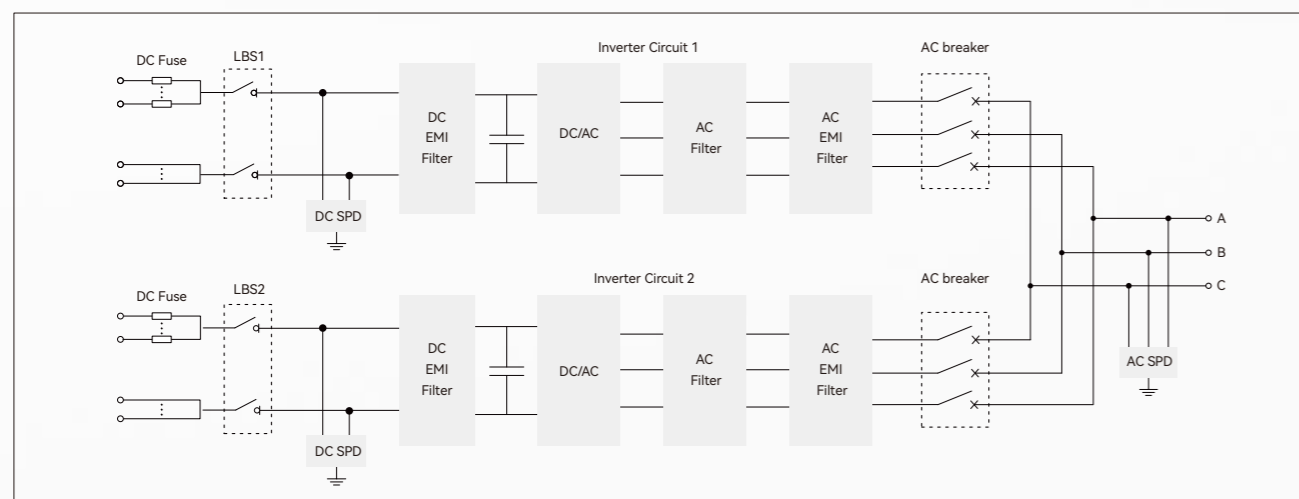 Inverter Circuit 1
AC breaker
DC Fuse
LBS1
DC
EMI
Filter
DC/AC
AC
Filter
AC
EMI
Filter
DC SPD
A
B
C
Inverter Circuit 2
AC breaker
DC Fuse
LBS2
DC
EMI
Filter
DC/AC
AC
Filter
AC
EMI
Filter
AC SPD
DC SPD